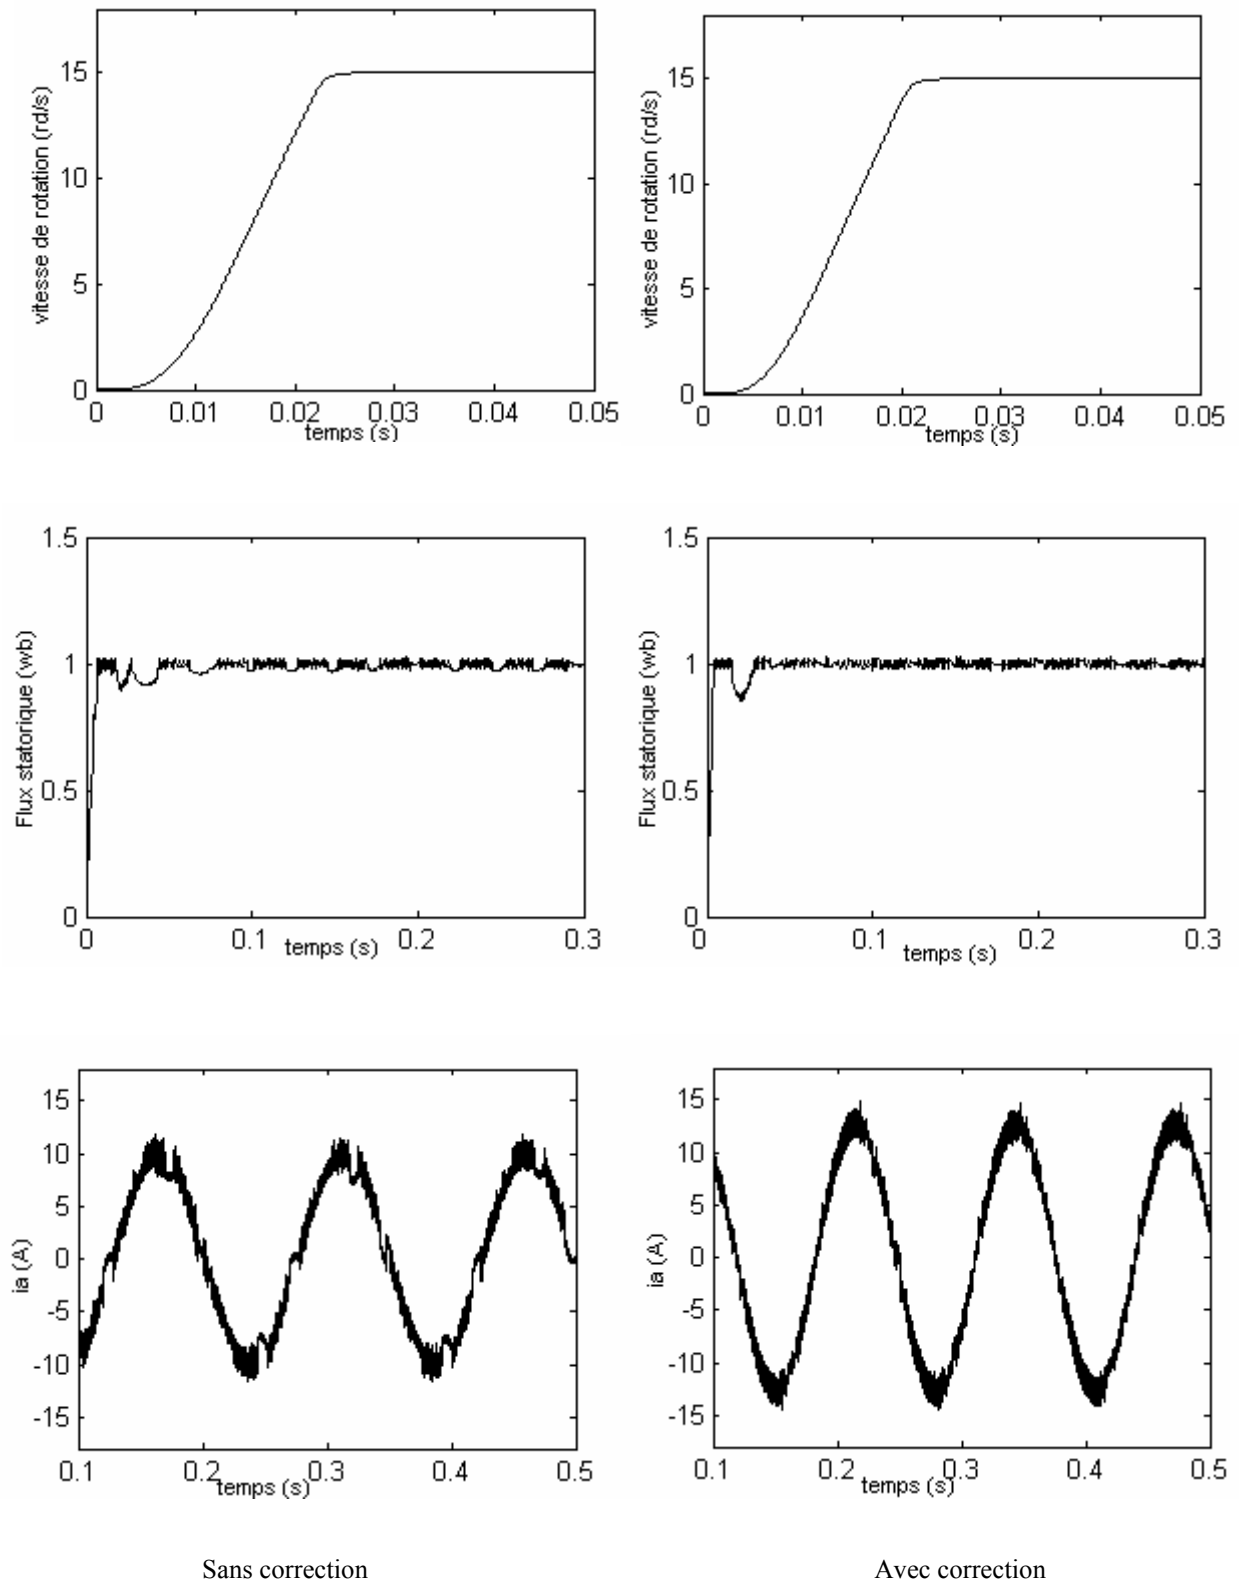 15
10
5
0
vitesse de rotation (rd/s)
0 0.01 0.02 0.03 0.04 0.05
temps (s)
15
10
5
0
vitesse de rotation (rd/s)
0 0.01 0.02 0.03 0.04 0.05
temps (s)
1.5
1
0.5
0
Flux statorique (wb)
0 0.1 0.2 0.3
temps (s)
1.5
1
0.5
0
Flux statorique (wb)
0 0.1 0.2 0.3
temps (s)
15
10
5
0
-5
-10
-15
ia (A)
0.1 0.2 0.3 0.4 0.5
temps (s)
15
10
5
0
-5
-10
-15
ia (A)
0.1 0.2 0.3 0.4 0.5
temps (s)
Sans correction
Avec correction